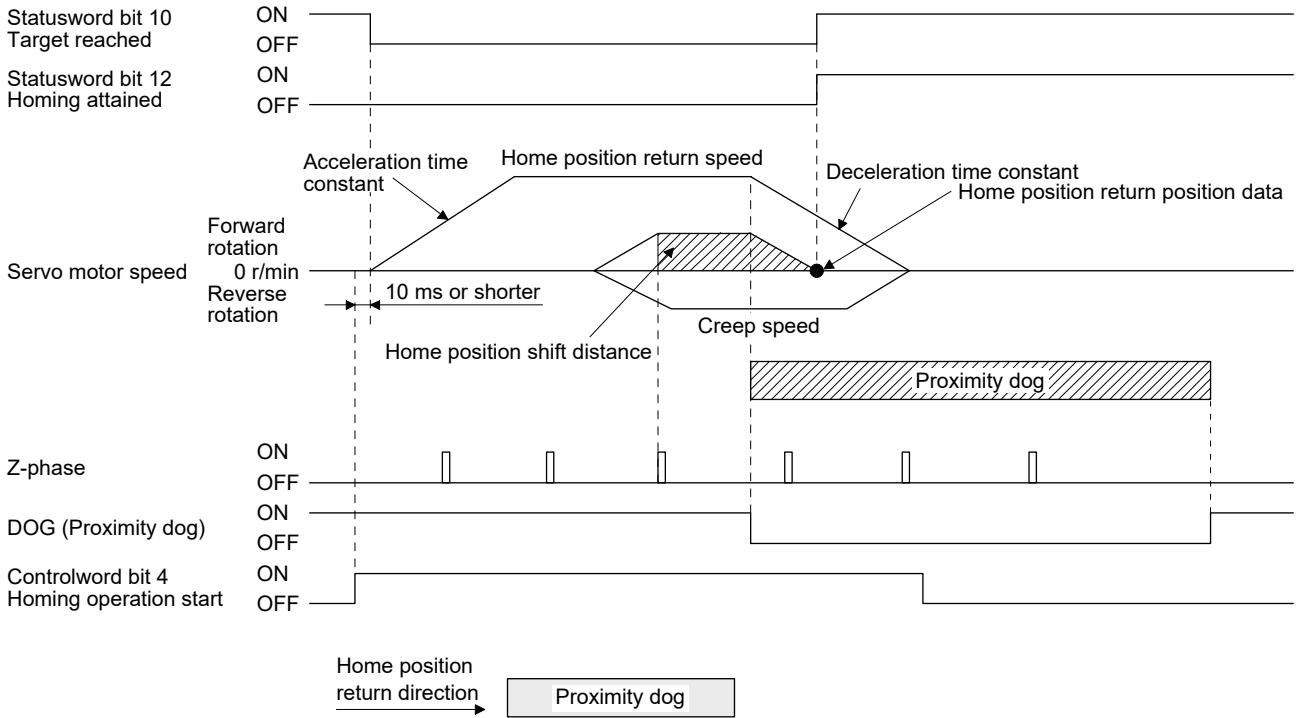 Statusword bit 10
Target reached
ON
OFF
Statusword bit 12
Homing attained
ON
OFF
Acceleration time
constant
Home position return speed
Deceleration time constant
Home position return position data
Forward
rotation
Servo motor speed
0 r/min
Reverse
rotation
10 ms or shorter
Creep speed
Home position shift distance
Proximity dog
Z-phase
ON
OFF
DOG (Proximity dog)
ON
OFF
Controlword bit 4
Homing operation start
ON
OFF
Home position
return direction
Proximity dog